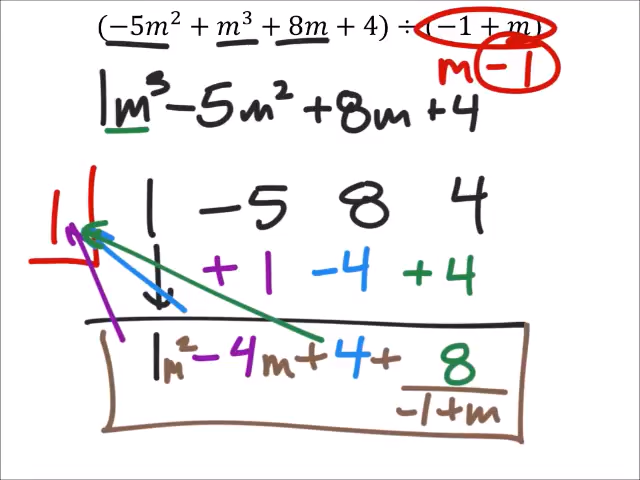 (−5m² + m³ + 8m + 4) ÷ (−1 + m)
m −1
1m³ −5m² +8m +4
1 1 −5 8 4
+1 −4 +4
1m² −4m +4 + 8
−1+m